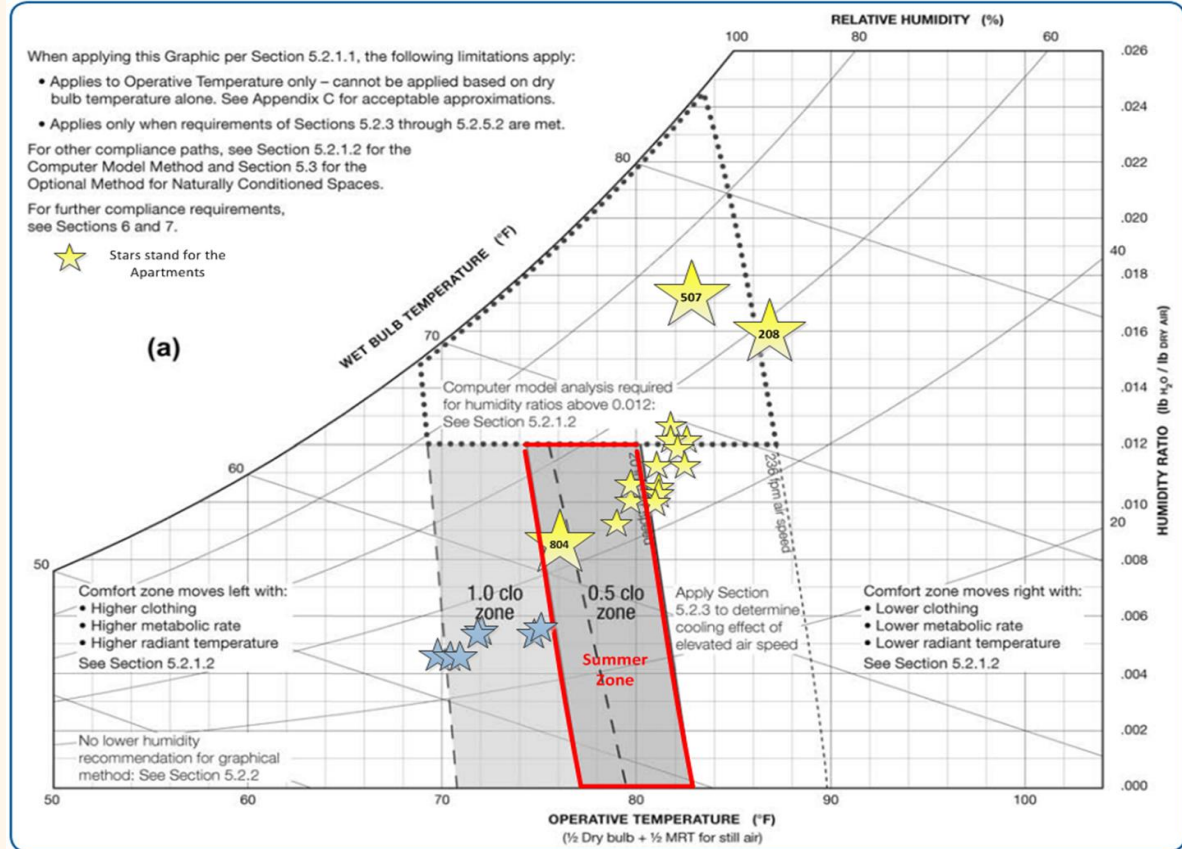 RELATIVE HUMIDITY (%)
100
80
60
When applying this Graphic per Section 5.2.1.1, the following limitations apply:
• Applies to Operative Temperature only – cannot be applied based on dry
bulb temperature alone. See Appendix C for acceptable approximations.
• Applies only when requirements of Sections 5.2.3 through 5.2.5.2 are met.
For other compliance paths, see Section 5.2.1.2 for the
Computer Model Method and Section 5.3 for the
Optional Method for Naturally Conditioned Spaces.
For further compliance requirements,
see Sections 6 and 7.
Stars stand for the
Apartments
(a)
WET BULB TEMPERATURE (°F)
50
60
70
80
.026
.024
.022
.020
40
.018
.016
.014
.012
.010
20
.008
.006
.004
.002
.000
HUMIDITY RATIO (lb H₂O / lb DRY AIR)
507
208
Computer model analysis required
for humidity ratios above 0.012:
See Section 5.2.1.2
236 fpm air speed
804
1.0 clo
zone
0.5 clo
zone
Summer
Zone
Comfort zone moves left with:
• Higher clothing
• Higher metabolic rate
• Higher radiant temperature
See Section 5.2.1.2
Apply Section
5.2.3 to determine
cooling effect of
elevated air speed
Comfort zone moves right with:
• Lower clothing
• Lower metabolic rate
• Lower radiant temperature
See Section 5.2.1.2
No lower humidity
recommendation for graphical
method: See Section 5.2.2
50
60
70
80
90
100
OPERATIVE TEMPERATURE (°F)
(½ Dry bulb + ½ MRT for still air)